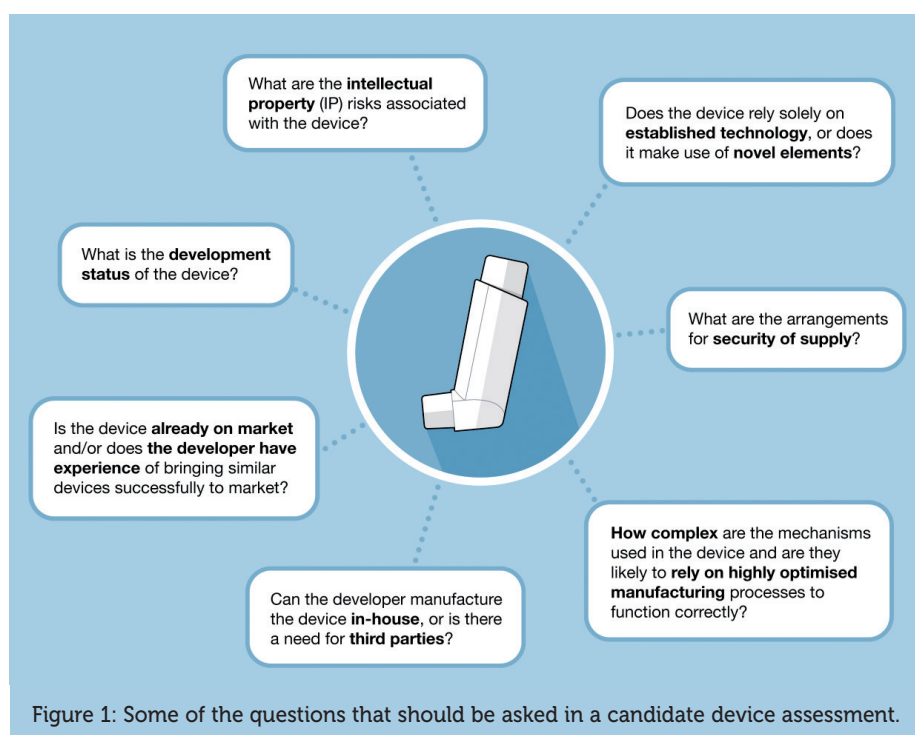 What are the intellectual
property (IP) risks associated
with the device?
Does the device rely solely on
established technology, or does
it make use of novel elements?
What is the development
status of the device?
What are the arrangements
for security of supply?
Is the device already on market
and/or does the developer have
experience of bringing similar
devices successfully to market?
How complex are the mechanisms
used in the device and are they
likely to rely on highly optimised
manufacturing processes to
function correctly?
Can the developer manufacture
the device in-house, or is there
a need for third parties?
Figure 1: Some of the questions that should be asked in a candidate device assessment.